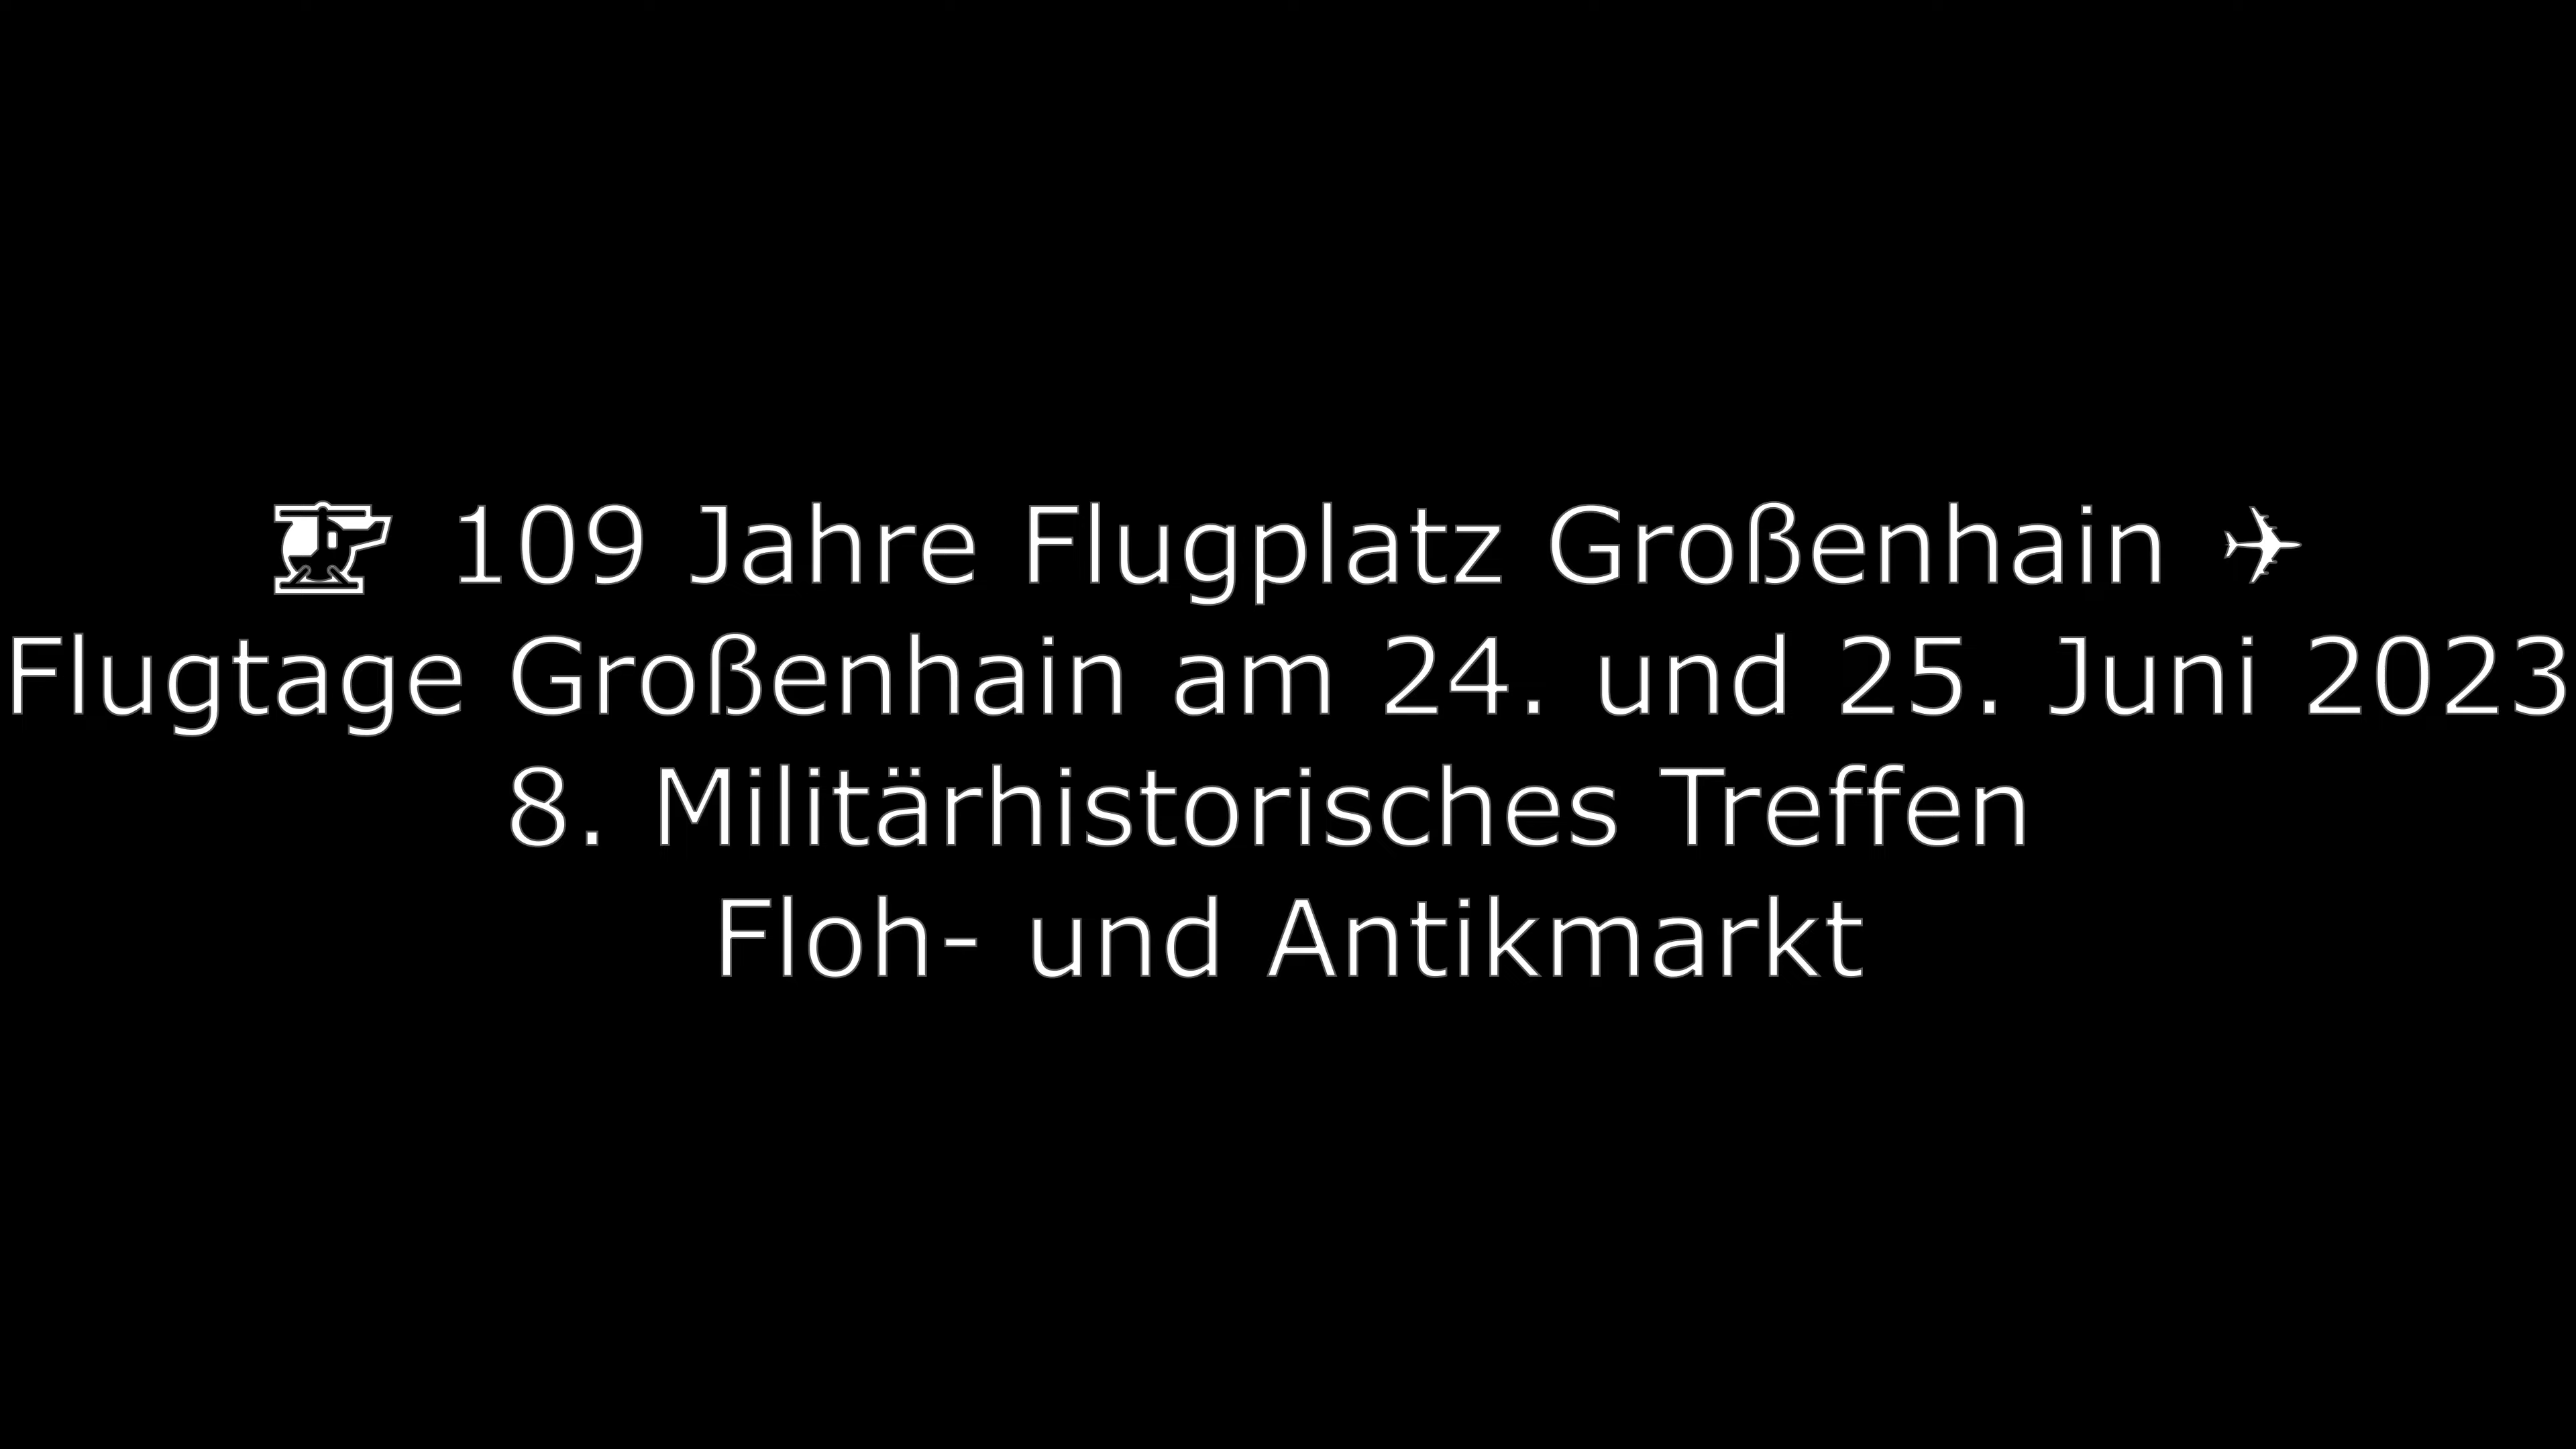 🚁 109 Jahre Flugplatz Großenhain ✈
Flugtage Großenhain am 24. und 25. Juni 2023
8. Militärhistorisches Treffen
Floh- und Antikmarkt